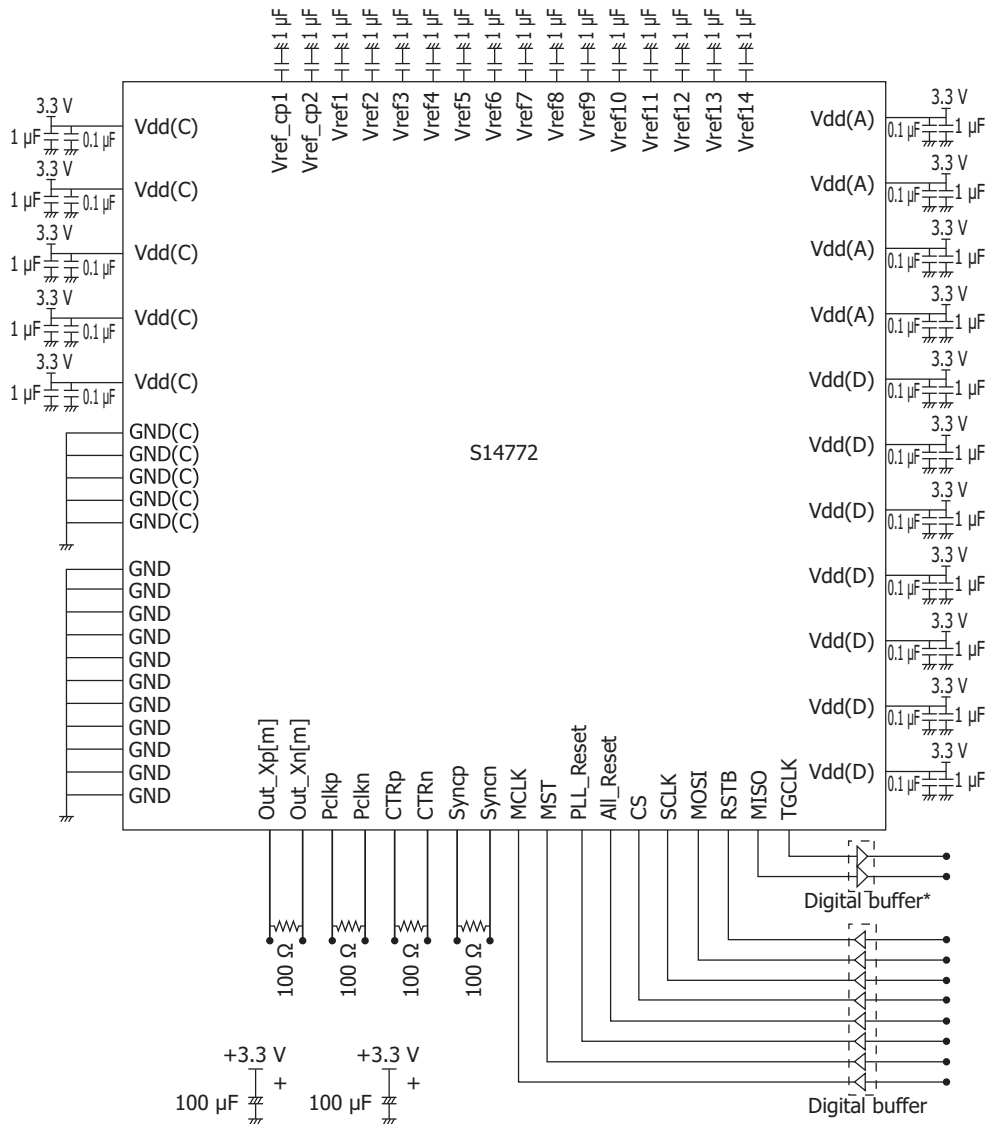 1 µF 1 µF 1 µF 1 µF 1 µF 1 µF 1 µF 1 µF 1 µF 1 µF 1 µF 1 µF 1 µF 1 µF 1 µF 1 µF
Vref_cp1 Vref_cp2 Vref1 Vref2 Vref3 Vref4 Vref5 Vref6 Vref7 Vref8 Vref9 Vref10 Vref11 Vref12 Vref13 Vref14
3.3 V
1 µF 0.1 µF Vdd(C)
3.3 V
1 µF 0.1 µF Vdd(C)
3.3 V
1 µF 0.1 µF Vdd(C)
3.3 V
1 µF 0.1 µF Vdd(C)
3.3 V
1 µF 0.1 µF Vdd(C)
GND(C)
GND(C)
GND(C)
GND(C)
GND(C)
GND
GND
GND
GND
GND
GND
GND
GND
GND
GND
GND
S14772
3.3 V
Vdd(A) 0.1 µF 1 µF
3.3 V
Vdd(A) 0.1 µF 1 µF
3.3 V
Vdd(A) 0.1 µF 1 µF
3.3 V
Vdd(A) 0.1 µF 1 µF
3.3 V
Vdd(D) 0.1 µF 1 µF
3.3 V
Vdd(D) 0.1 µF 1 µF
3.3 V
Vdd(D) 0.1 µF 1 µF
3.3 V
Vdd(D) 0.1 µF 1 µF
3.3 V
Vdd(D) 0.1 µF 1 µF
3.3 V
Vdd(D) 0.1 µF 1 µF
3.3 V
Vdd(D) 0.1 µF 1 µF
Out_Xp[m] Out_Xn[m] Pclkp Pclkn CTRp CTRn Syncp Syncn MCLK MST PLL_Reset All_Reset CS SCLK MOSI RSTB MISO TGCLK
Digital buffer*
100 Ω 100 Ω 100 Ω 100 Ω
+3.3 V
+
100 µF
+3.3 V
+
100 µF
Digital buffer